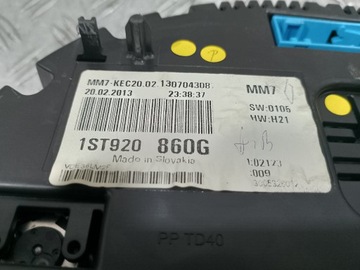 MM7-KEC20.02.130704308
20.02.2013 23:38:37
MM7
SW:0105
HW:H21
1ST920 860G
Made in Slovakia
PP TD40